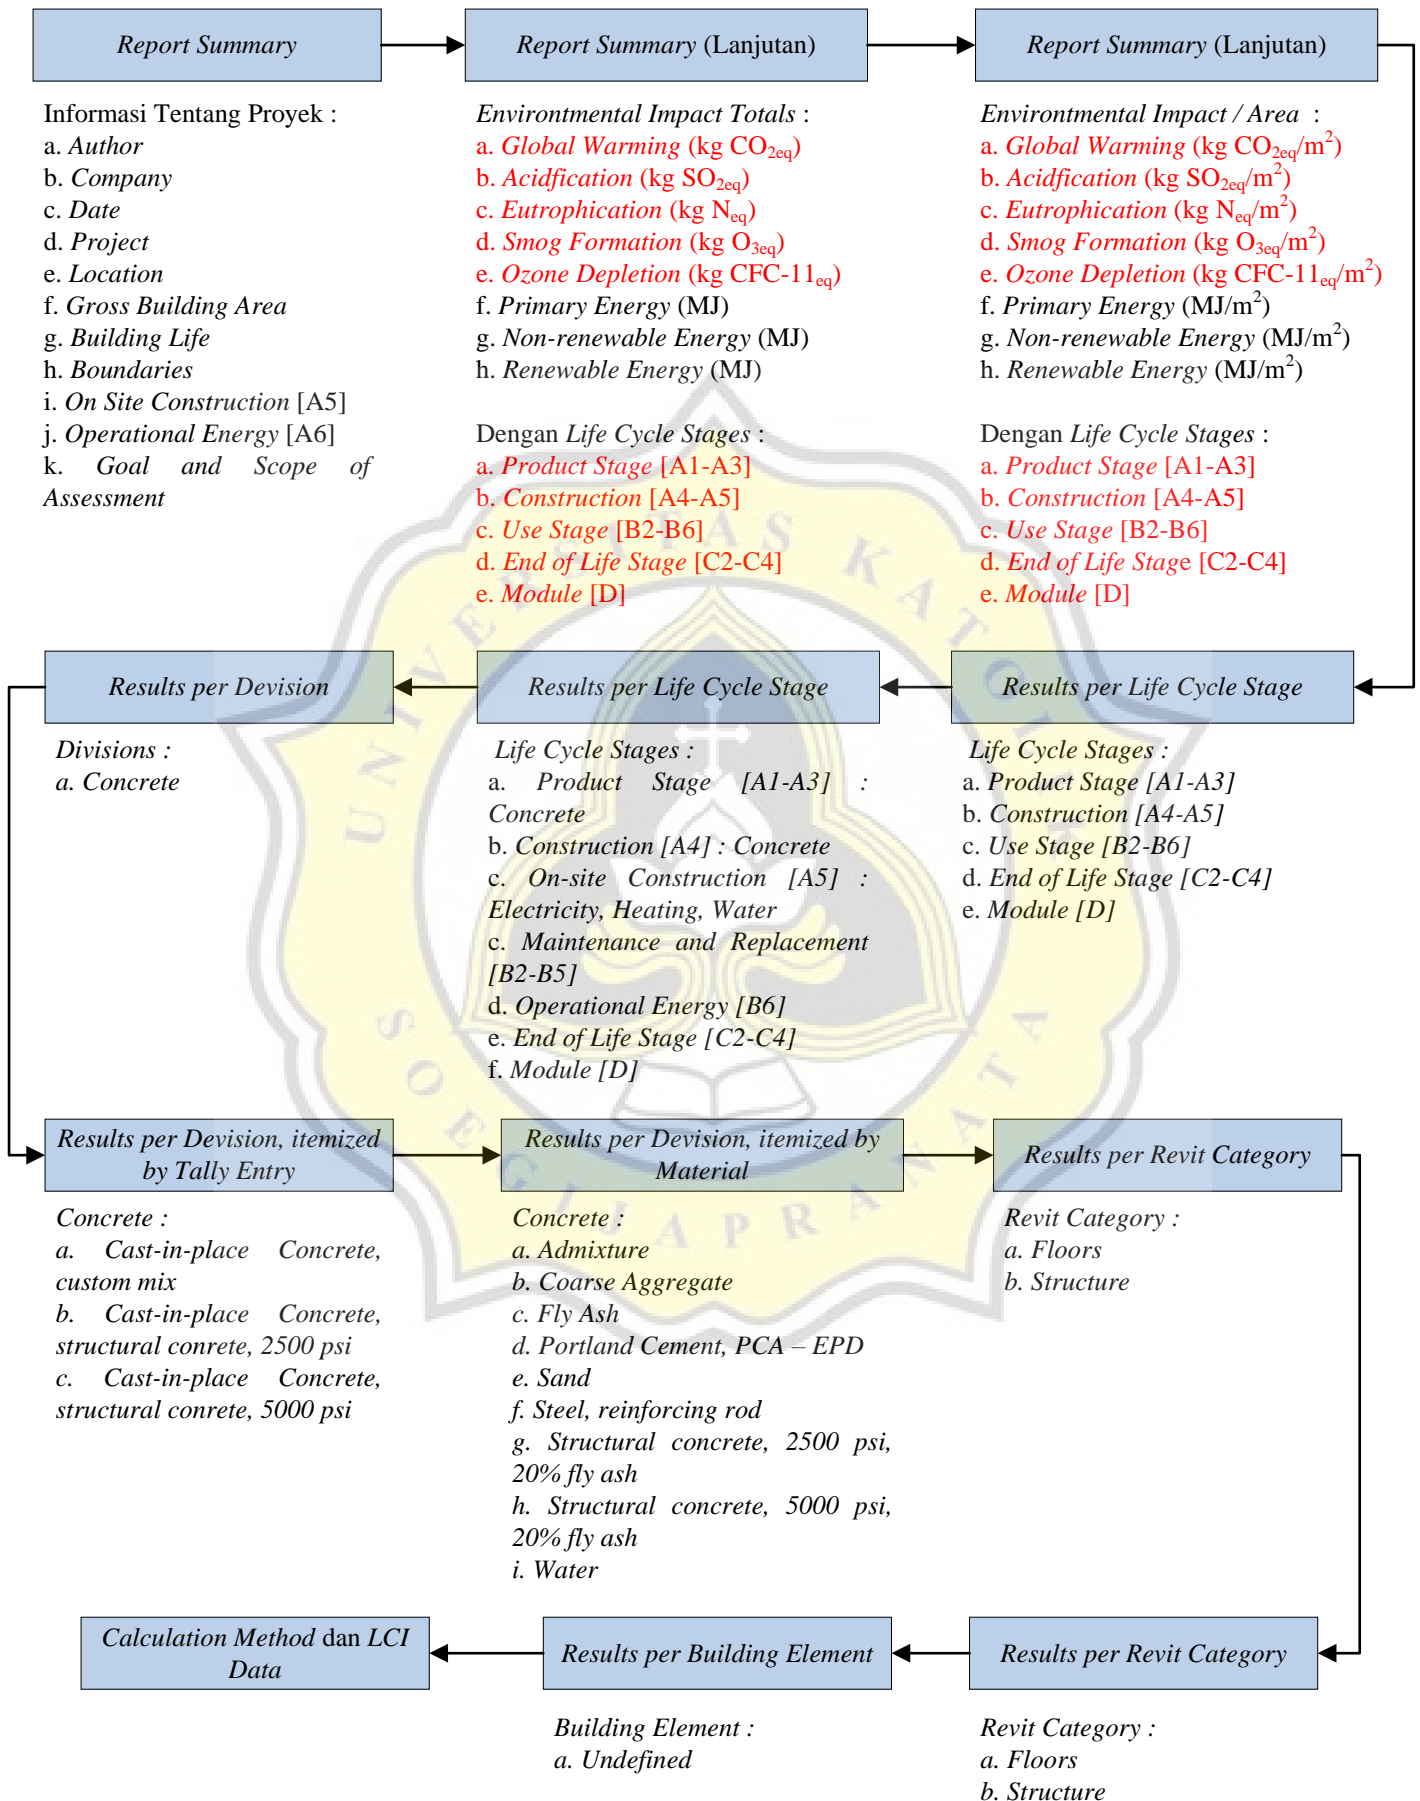 Report Summary
Informasi Tentang Proyek :
a. Author
b. Company
c. Date
d. Project
e. Location
f. Gross Building Area
g. Building Life
h. Boundaries
i. On Site Construction [A5]
j. Operational Energy [A6]
k. Goal and Scope of
Assessment
Report Summary (Lanjutan)
Environtmental Impact Totals :
a. Global Warming (kg CO2eq)
b. Acidfication (kg SO2eq)
c. Eutrophication (kg Neq)
d. Smog Formation (kg O3eq)
e. Ozone Depletion (kg CFC-11eq)
f. Primary Energy (MJ)
g. Non-renewable Energy (MJ)
h. Renewable Energy (MJ)
Dengan Life Cycle Stages :
a. Product Stage [A1-A3]
b. Construction [A4-A5]
c. Use Stage [B2-B6]
d. End of Life Stage [C2-C4]
e. Module [D]
Report Summary (Lanjutan)
Environtmental Impact / Area :
a. Global Warming (kg CO2eq/m2)
b. Acidfication (kg SO2eq/m2)
c. Eutrophication (kg Neq/m2)
d. Smog Formation (kg O3eq/m2)
e. Ozone Depletion (kg CFC-11eq/m2)
f. Primary Energy (MJ/m2)
g. Non-renewable Energy (MJ/m2)
h. Renewable Energy (MJ/m2)
Dengan Life Cycle Stages :
a. Product Stage [A1-A3]
b. Construction [A4-A5]
c. Use Stage [B2-B6]
d. End of Life Stage [C2-C4]
e. Module [D]
Results per Life Cycle Stage
Life Cycle Stages :
a. Product Stage [A1-A3]
b. Construction [A4-A5]
c. Use Stage [B2-B6]
d. End of Life Stage [C2-C4]
e. Module [D]
Results per Life Cycle Stage
Life Cycle Stages :
a. Product Stage [A1-A3] :
Concrete
b. Construction [A4] : Concrete
c. On-site Construction [A5] :
Electricity, Heating, Water
c. Maintenance and Replacement
[B2-B5]
d. Operational Energy [B6]
e. End of Life Stage [C2-C4]
f. Module [D]
Results per Devision
Divisions :
a. Concrete
Results per Devision, itemized
by Tally Entry
Concrete :
a. Cast-in-place Concrete,
custom mix
b. Cast-in-place Concrete,
structural conrete, 2500 psi
c. Cast-in-place Concrete,
structural conrete, 5000 psi
Results per Devision, itemized by
Material
Concrete :
a. Admixture
b. Coarse Aggregate
c. Fly Ash
d. Portland Cement, PCA – EPD
e. Sand
f. Steel, reinforcing rod
g. Structural concrete, 2500 psi,
20% fly ash
h. Structural concrete, 5000 psi,
20% fly ash
i. Water
Results per Revit Category
Revit Category :
a. Floors
b. Structure
Results per Revit Category
Revit Category :
a. Floors
b. Structure
Results per Building Element
Building Element :
a. Undefined
Calculation Method dan LCI
Data
UNIVERSITAS KATOLIK
SOEGIJAPRANATA